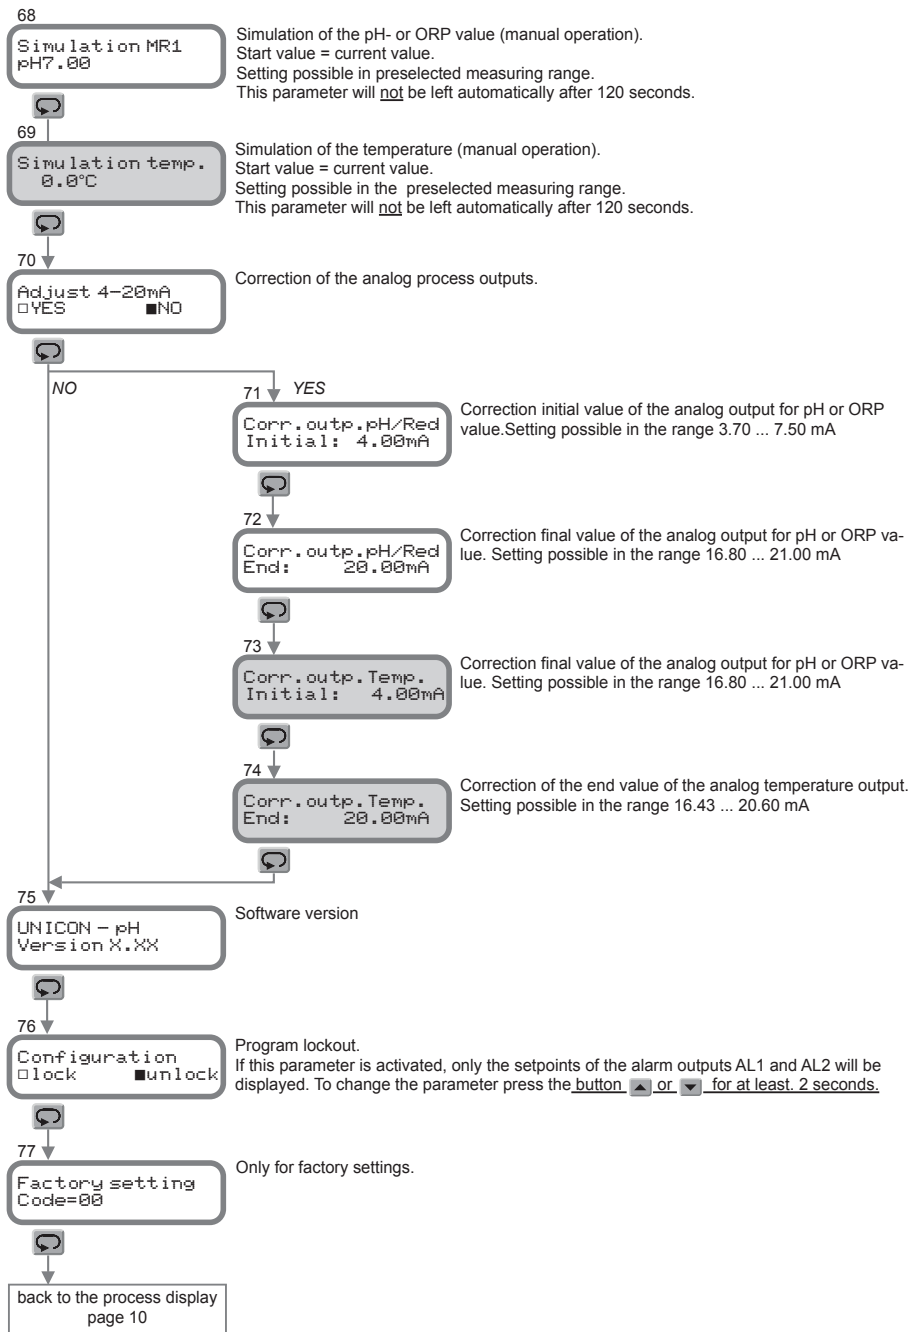 68
Simulation MR1
pH7.00
Simulation of the pH- or ORP value (manual operation).
Start value = current value.
Setting possible in preselected measuring range.
This parameter will not be left automatically after 120 seconds.
69
Simulation temp.
0.0°C
Simulation of the temperature (manual operation).
Start value = current value.
Setting possible in the preselected measuring range.
This parameter will not be left automatically after 120 seconds.
70
Adjust 4-20mA
□YES ■NO
Correction of the analog process outputs.
NO
YES
71
Corr.outp.pH/Red
Initial: 4.00mA
Correction initial value of the analog output for pH or ORP
value.Setting possible in the range 3.70 ... 7.50 mA
72
Corr.outp.pH/Red
End: 20.00mA
Correction final value of the analog output for pH or ORP va-
lue. Setting possible in the range 16.80 ... 21.00 mA
73
Corr.outp.Temp.
Initial: 4.00mA
Correction final value of the analog output for pH or ORP va-
lue. Setting possible in the range 16.80 ... 21.00 mA
74
Corr.outp.Temp.
End: 20.00mA
Correction of the end value of the analog temperature output.
Setting possible in the range 16.43 ... 20.60 mA
75
UNICON - pH
Version X.XX
Software version
76
Configuration
□lock ■unlock
Program lockout.
If this parameter is activated, only the setpoints of the alarm outputs AL1 and AL2 will be
displayed. To change the parameter press the button ▲ or ▼ for at least. 2 seconds.
77
Factory setting
Code=00
Only for factory settings.
back to the process display
page 10